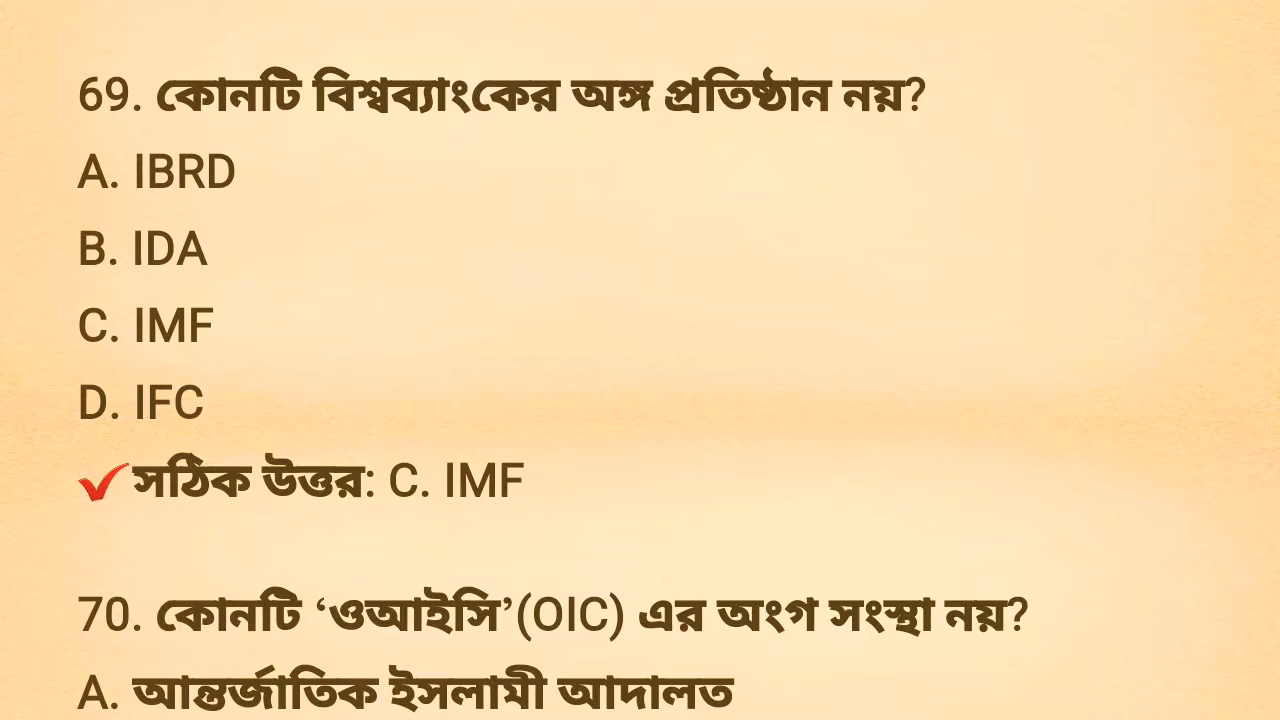 69. কোনটি বিশ্বব্যাংকের অঙ্গ প্রতিষ্ঠান নয়?
A. IBRD
B. IDA
C. IMF
D. IFC
✔সঠিক উত্তর: C. IMF
70. কোনটি ‘ওআইসি’(OIC) এর অংগ সংস্থা নয়?
A. আন্তর্জাতিক ইসলামী আদালত